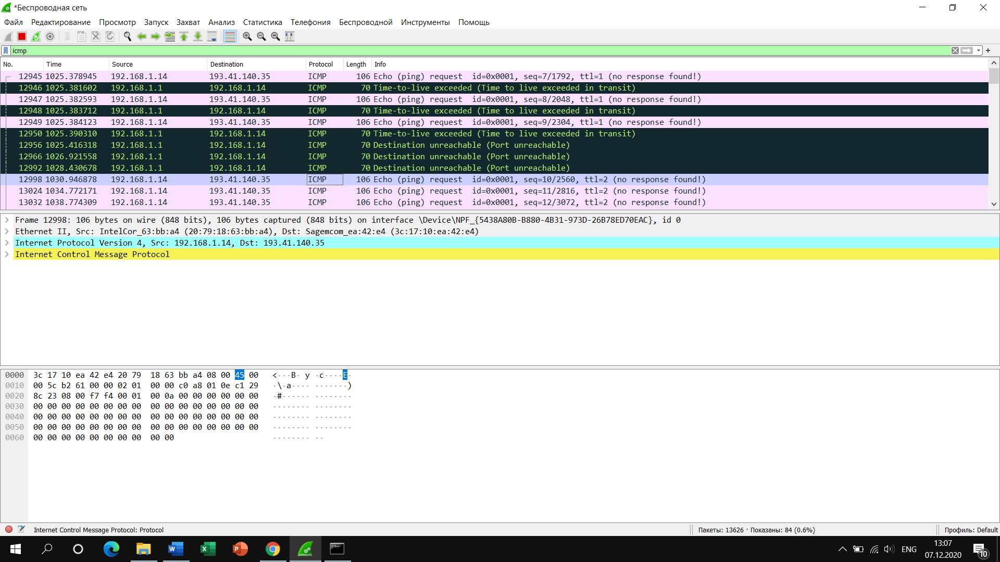 *Беспроводная сеть
Файл Редактирование Просмотр Запуск Захват Анализ Статистика Телефония Беспроводной Инструменты Помощь
icmp
No. Time Source Destination Protocol Length Info
12945 1025.378945 192.168.1.14 193.41.140.35 ICMP 106 Echo (ping) request id=0x0001, seq=7/1792, ttl=1 (no response found!)
12946 1025.381602 192.168.1.1 192.168.1.14 ICMP 70 Time-to-live exceeded (Time to live exceeded in transit)
12947 1025.382593 192.168.1.14 193.41.140.35 ICMP 106 Echo (ping) request id=0x0001, seq=8/2048, ttl=1 (no response found!)
12948 1025.383712 192.168.1.1 192.168.1.14 ICMP 70 Time-to-live exceeded (Time to live exceeded in transit)
12949 1025.384123 192.168.1.14 193.41.140.35 ICMP 106 Echo (ping) request id=0x0001, seq=9/2304, ttl=1 (no response found!)
12950 1025.390310 192.168.1.1 192.168.1.14 ICMP 70 Time-to-live exceeded (Time to live exceeded in transit)
12956 1025.416318 192.168.1.1 192.168.1.14 ICMP 70 Destination unreachable (Port unreachable)
12966 1026.921558 192.168.1.1 192.168.1.14 ICMP 70 Destination unreachable (Port unreachable)
12992 1028.430678 192.168.1.1 192.168.1.14 ICMP 70 Destination unreachable (Port unreachable)
12998 1030.946878 192.168.1.14 193.41.140.35 ICMP 106 Echo (ping) request id=0x0001, seq=10/2560, ttl=2 (no response found!)
13024 1034.772171 192.168.1.14 193.41.140.35 ICMP 106 Echo (ping) request id=0x0001, seq=11/2816, ttl=2 (no response found!)
13032 1038.774309 192.168.1.14 193.41.140.35 ICMP 106 Echo (ping) request id=0x0001, seq=12/3072, ttl=2 (no response found!)
Frame 12998: 106 bytes on wire (848 bits), 106 bytes captured (848 bits) on interface \Device\NPF_{5438A80B-B880-4B31-973D-26B78ED70EAC}, id 0
Ethernet II, Src: IntelCor_63:bb:a4 (20:79:18:63:bb:a4), Dst: Sagemcom_ea:42:e4 (3c:17:10:ea:42:e4)
Internet Protocol Version 4, Src: 192.168.1.14, Dst: 193.41.140.35
Internet Control Message Protocol
0000 3c 17 10 ea 42 e4 20 79 18 63 bb a4 08 00 45 00 <···B· y ·c····E·
0010 00 5c b2 61 00 00 02 01 00 00 c0 a8 01 0e c1 29 ·\·a···· ·······)
0020 8c 23 08 00 f7 f4 00 01 00 0a 00 00 00 00 00 00 ·#······ ········
0030 00 00 00 00 00 00 00 00 00 00 00 00 00 00 00 00 ········ ········
0040 00 00 00 00 00 00 00 00 00 00 00 00 00 00 00 00 ········ ········
0050 00 00 00 00 00 00 00 00 00 00 00 00 00 00 00 00 ········ ········
0060 00 00 00 00 00 00 00 00 00 00 ········ ··
Internet Control Message Protocol: Protocol Пакеты: 13626 · Показаны: 84 (0.6%) Профиль: Default
ENG 13:07
07.12.2020
10